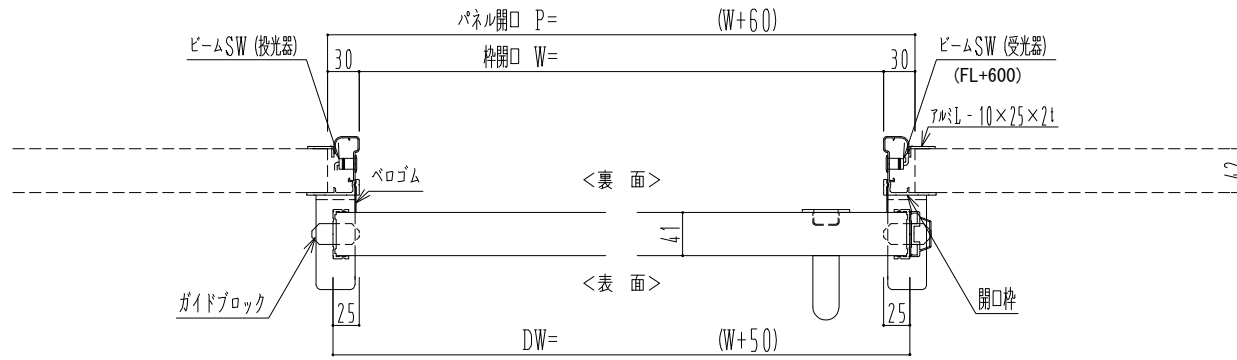 パネル開口 P= (W+60)
ビームSW (投光器)
30
枠開口 W=
30
ビームSW (受光器)
(FL+600)
アルミL - 10×25×2t
ベロゴム
<裏 面>
42
41
<表 面>
ガイドブロック
25
25
開口枠
DW= (W+50)